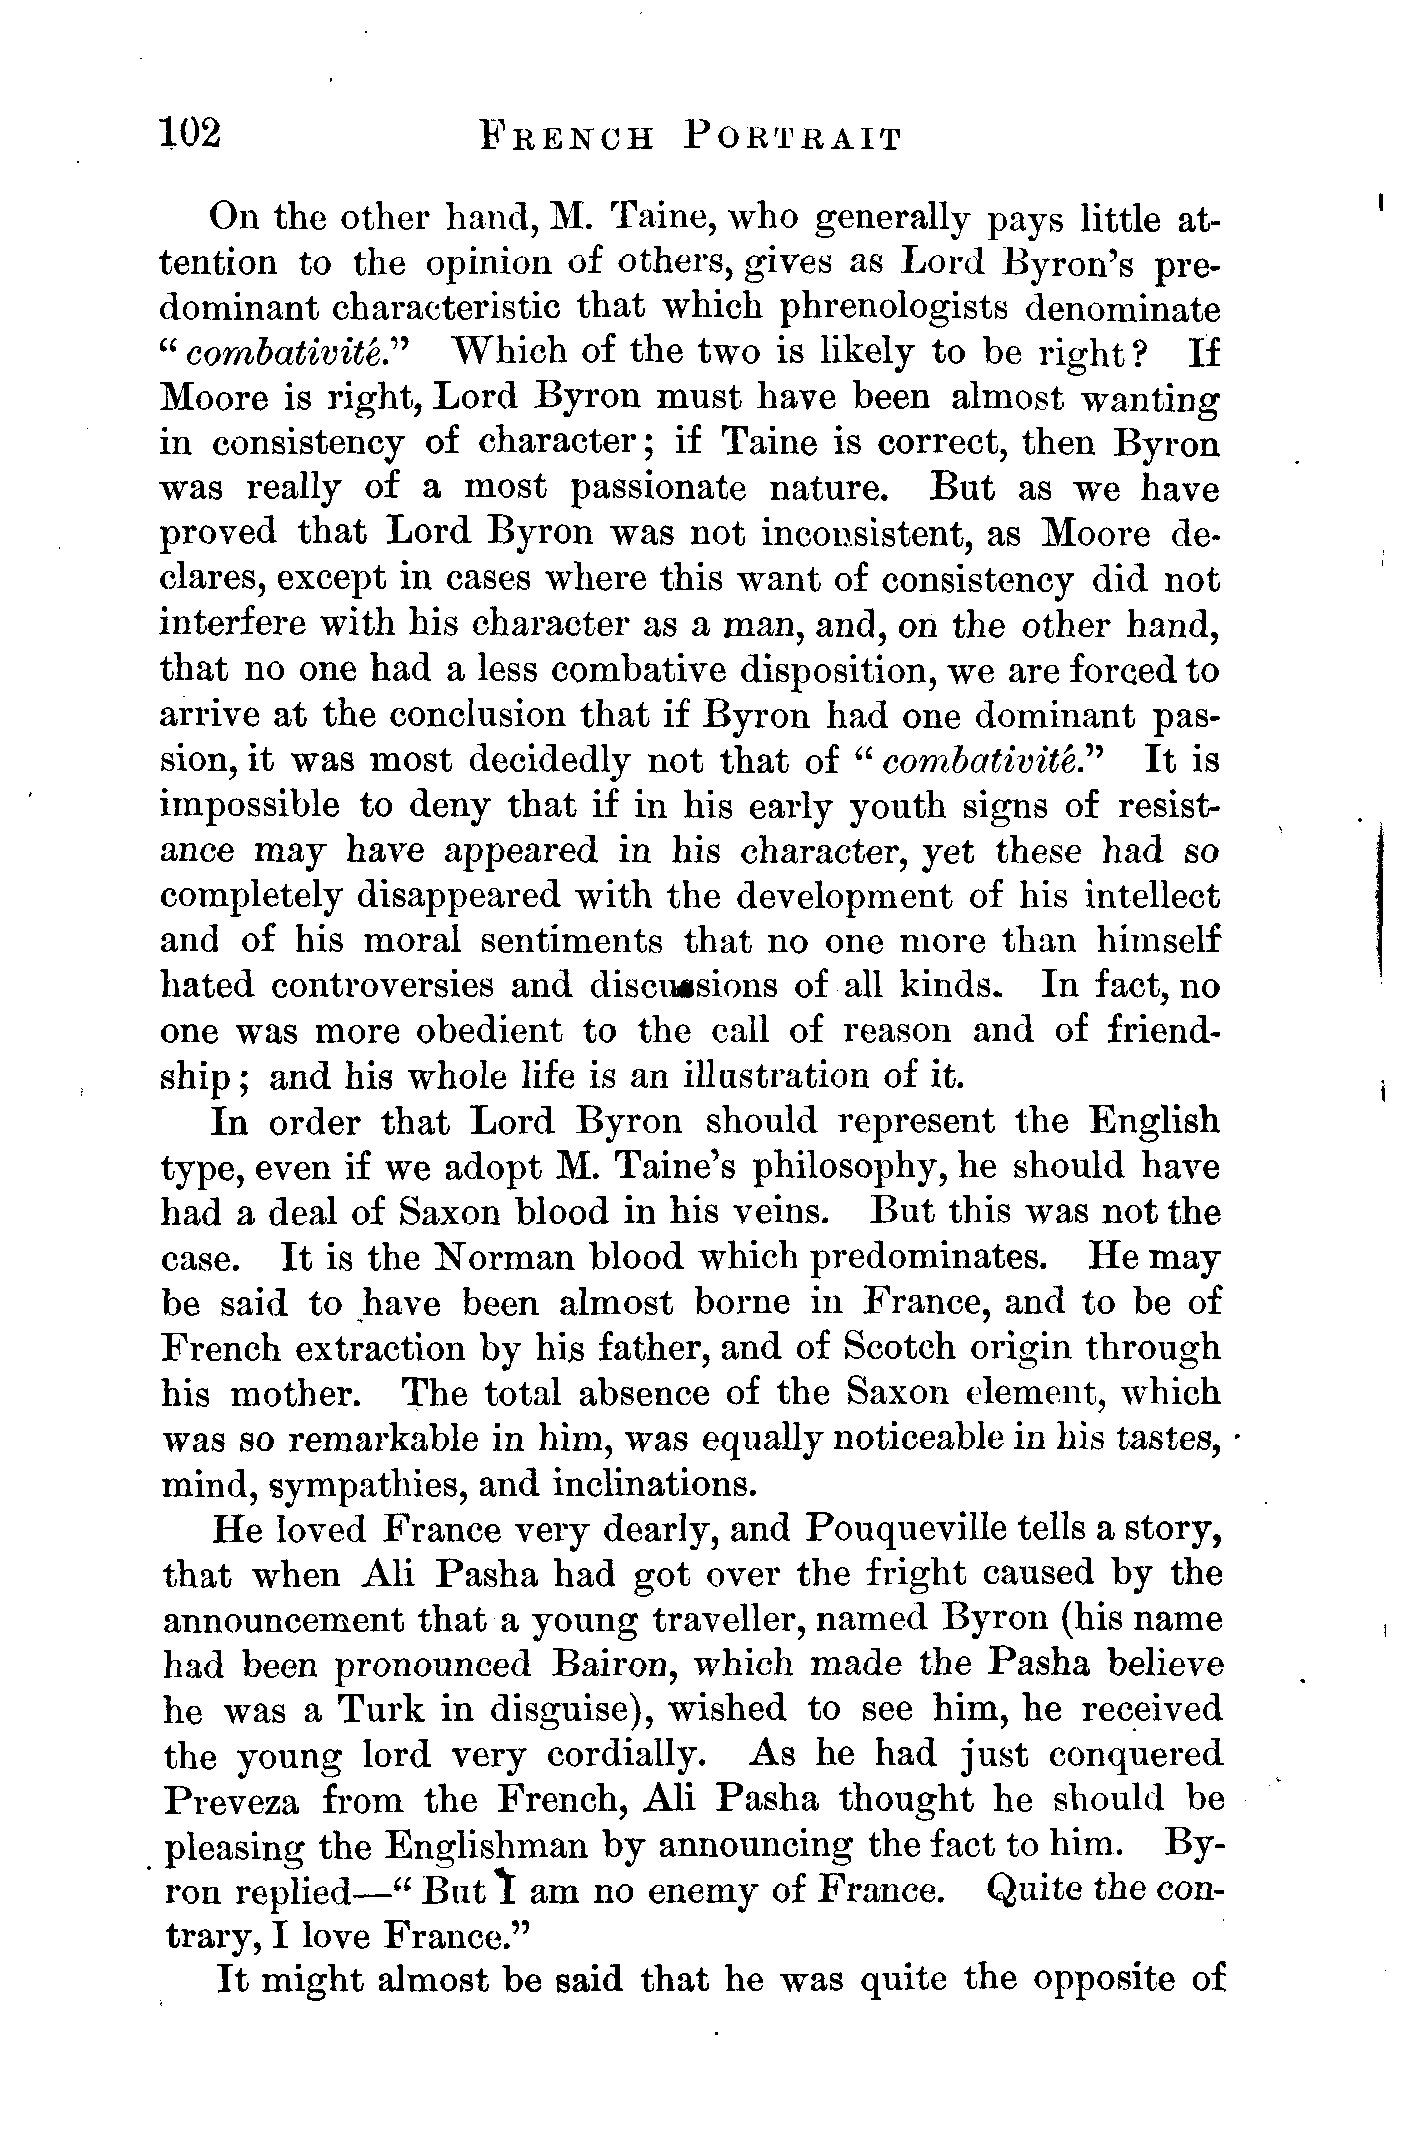 102 FRENCH PORTRAIT
On the other hand, M. Taine, who generally pays little at-
tention to the opinion of others, gives as Lord Byron's pre-
dominant characteristic that which phrenologists denominate
“combativité.” Which of the two is likely to be right? If
Moore is right, Lord Byron must have been almost wanting
in consistency of character; if Taine is correct, then Byron
was really of a most passionate nature. But as we have
proved that Lord Byron was not inconsistent, as Moore de-
clares, except in cases where this want of consistency did not
interfere with his character as a man, and, on the other hand,
that no one had a less combative disposition, we are forced to
arrive at the conclusion that if Byron had one dominant pas-
sion, it was most decidedly not that of “combativité.” It is
impossible to deny that if in his early youth signs of resist-
ance may have appeared in his character, yet these had so
completely disappeared with the development of his intellect
and of his moral sentiments that no one more than himself
hated controversies and discussions of all kinds. In fact, no
one was more obedient to the call of reason and of friend-
ship; and his whole life is an illustration of it.
In order that Lord Byron should represent the English
type, even if we adopt M. Taine's philosophy, he should have
had a deal of Saxon blood in his veins. But this was not the
case. It is the Norman blood which predominates. He may
be said to have been almost borne in France, and to be of
French extraction by his father, and of Scotch origin through
his mother. The total absence of the Saxon element, which
was so remarkable in him, was equally noticeable in his tastes,
mind, sympathies, and inclinations.
He loved France very dearly, and Pouqueville tells a story,
that when Ali Pasha had got over the fright caused by the
announcement that a young traveller, named Byron (his name
had been pronounced Bairon, which made the Pasha believe
he was a Turk in disguise), wished to see him, he received
the young lord very cordially. As he had just conquered
Preveza from the French, Ali Pasha thought he should be
pleasing the Englishman by announcing the fact to him. By-
ron replied—“But I am no enemy of France. Quite the con-
trary, I love France.”
It might almost be said that he was quite the opposite of